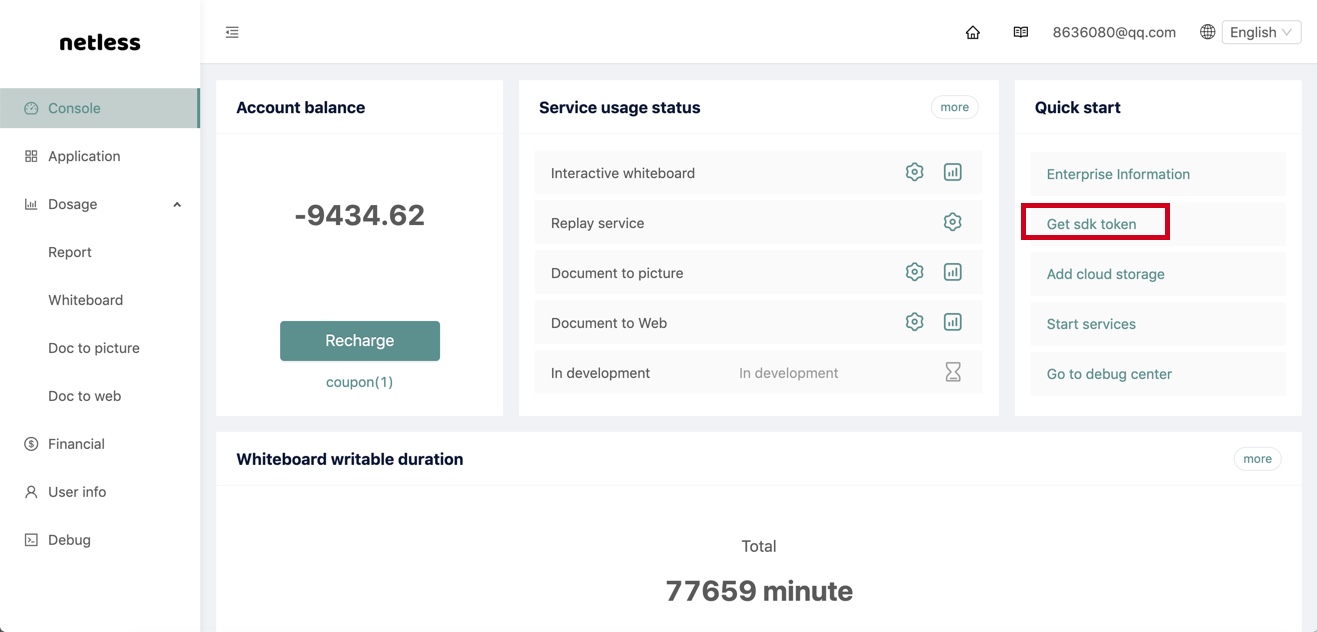 netless
8636080@qq.com
English
Console
Application
Dosage
Report
Whiteboard
Doc to picture
Doc to web
Financial
User info
Debug
Account balance
-9434.62
Recharge
coupon(1)
Service usage status
more
Interactive whiteboard
Replay service
Document to picture
Document to Web
In development In development
Quick start
Enterprise Information
Get sdk token
Add cloud storage
Start services
Go to debug center
Whiteboard writable duration
more
Total
77659 minute